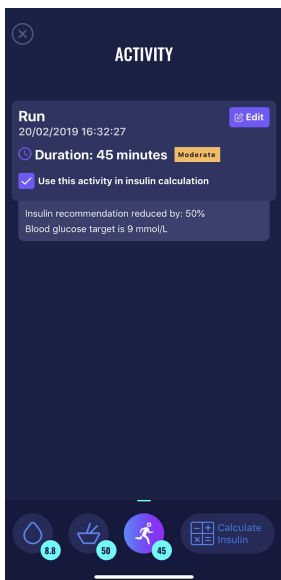 ACTIVITY
Run
Edit
20/02/2019 16:32:27
Duration: 45 minutes Moderate
Use this activity in insulin calculation
Insulin recommendation reduced by: 50%
Blood glucose target is 9 mmol/L
8.8
50
45
Calculate
Insulin